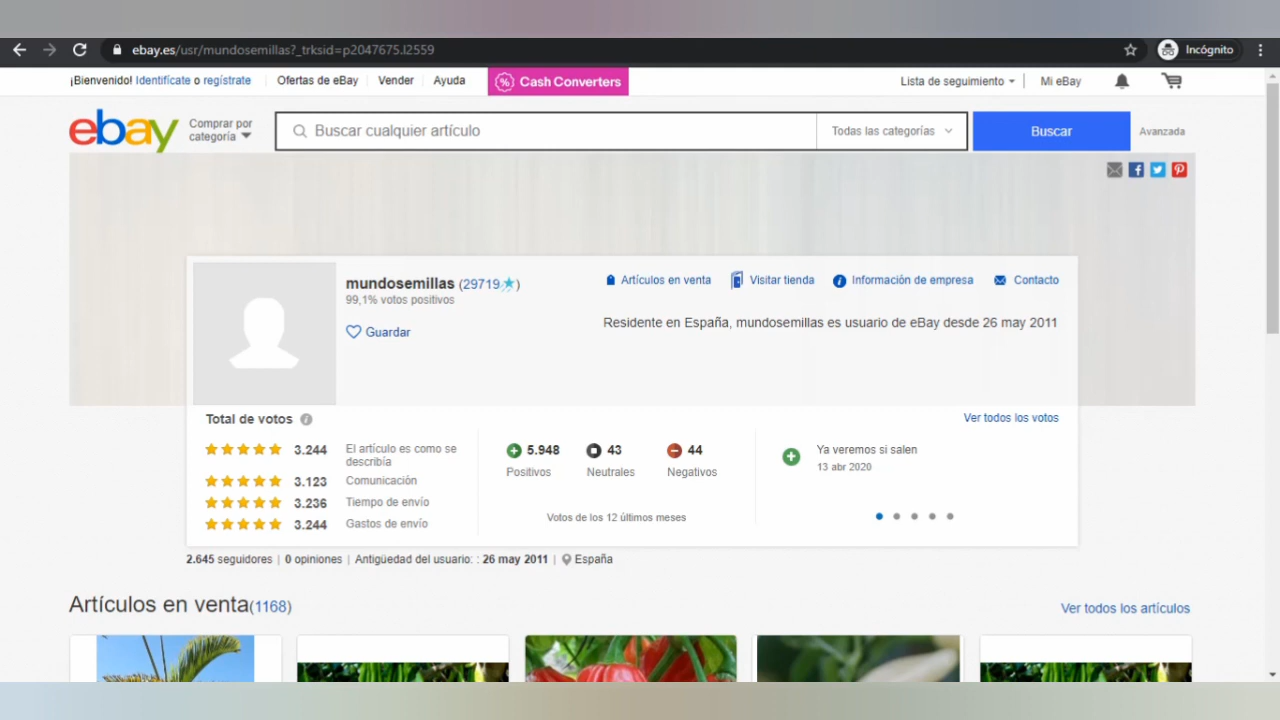 ebay.es/usr/mundosemillas?_trksid=p2047675.l2559
Incógnito
¡Bienvenido! Identifícate o regístrate
Ofertas de eBay
Vender
Ayuda
% Cash Converters
Lista de seguimiento
Mi eBay
ebay
Comprar por
categoría
Buscar cualquier artículo
Todas las categorías
Buscar
Avanzada
mundosemillas (29719)
99,1% votos positivos
Guardar
Artículos en venta
Visitar tienda
Información de empresa
Contacto
Residente en España, mundosemillas es usuario de eBay desde 26 may 2011
Total de votos
Ver todos los votos
3.244 El artículo es como se
describía
3.123 Comunicación
3.236 Tiempo de envío
3.244 Gastos de envío
5.948
Positivos
43
Neutrales
44
Negativos
Votos de los 12 últimos meses
Ya veremos si salen
13 abr 2020
2.645 seguidores | 0 opiniones | Antigüedad del usuario: : 26 may 2011 | España
Artículos en venta(1168)
Ver todos los artículos